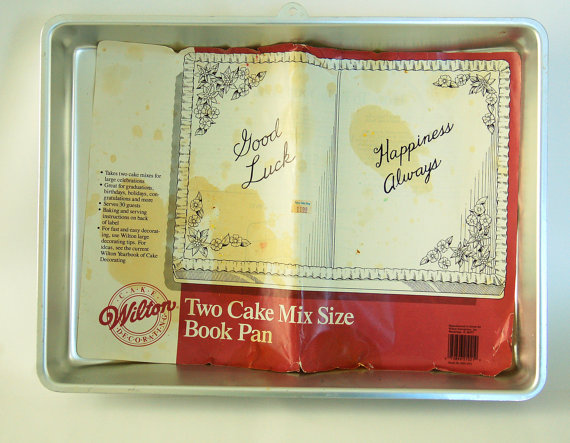 Good
Luck
Happiness
Always
• Takes two cake mixes for
large celebrations
• Great for graduations,
birthdays, holidays, con-
gratulations and more
• Serves 30 guests
• Baking and serving
instructions on back
of label
• For fast and easy decorat-
ing, use Wilton large
decorating tips. For
ideas, see the current
Wilton Yearbook of Cake
Decorating.
CAKE
Wilton
DECORATING
Two Cake Mix Size
Book Pan